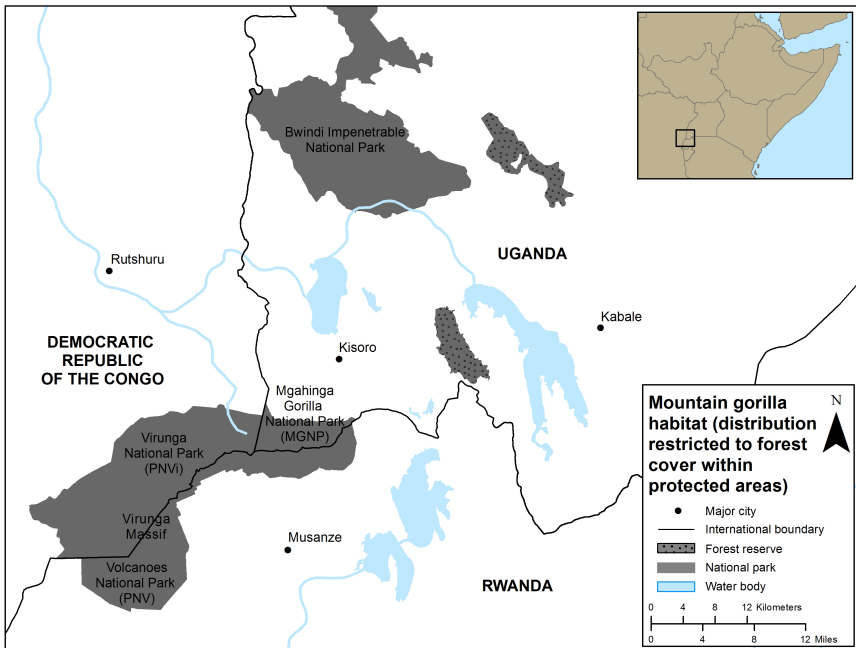 Bwindi Impenetrable
National Park
UGANDA
Rutshuru
Kabale
DEMOCRATIC
REPUBLIC
OF THE CONGO
Kisoro
Mgahinga
Gorilla
National Park
(MGNP)
Virunga
National Park
(PNVi)
Virunga
Massif
Volcanoes
National Park
(PNV)
Musanze
RWANDA
Mountain gorilla
habitat (distribution
restricted to forest
cover within
protected areas)
N
Major city
International boundary
Forest reserve
National park
Water body
0 4 8 12 Kilometers
0 4 8 12 Miles